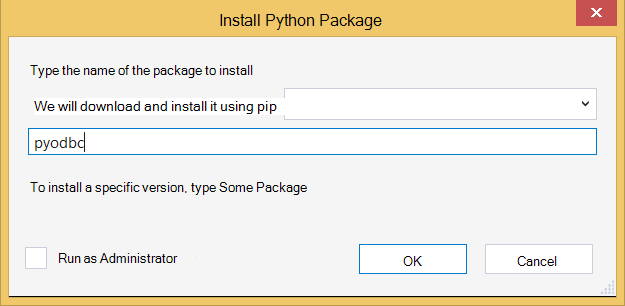 Install Python Package
Type the name of the package to install
We will download and install it using pip
pyodbc
To install a specific version, type Some Package
Run as Administrator
OK
Cancel